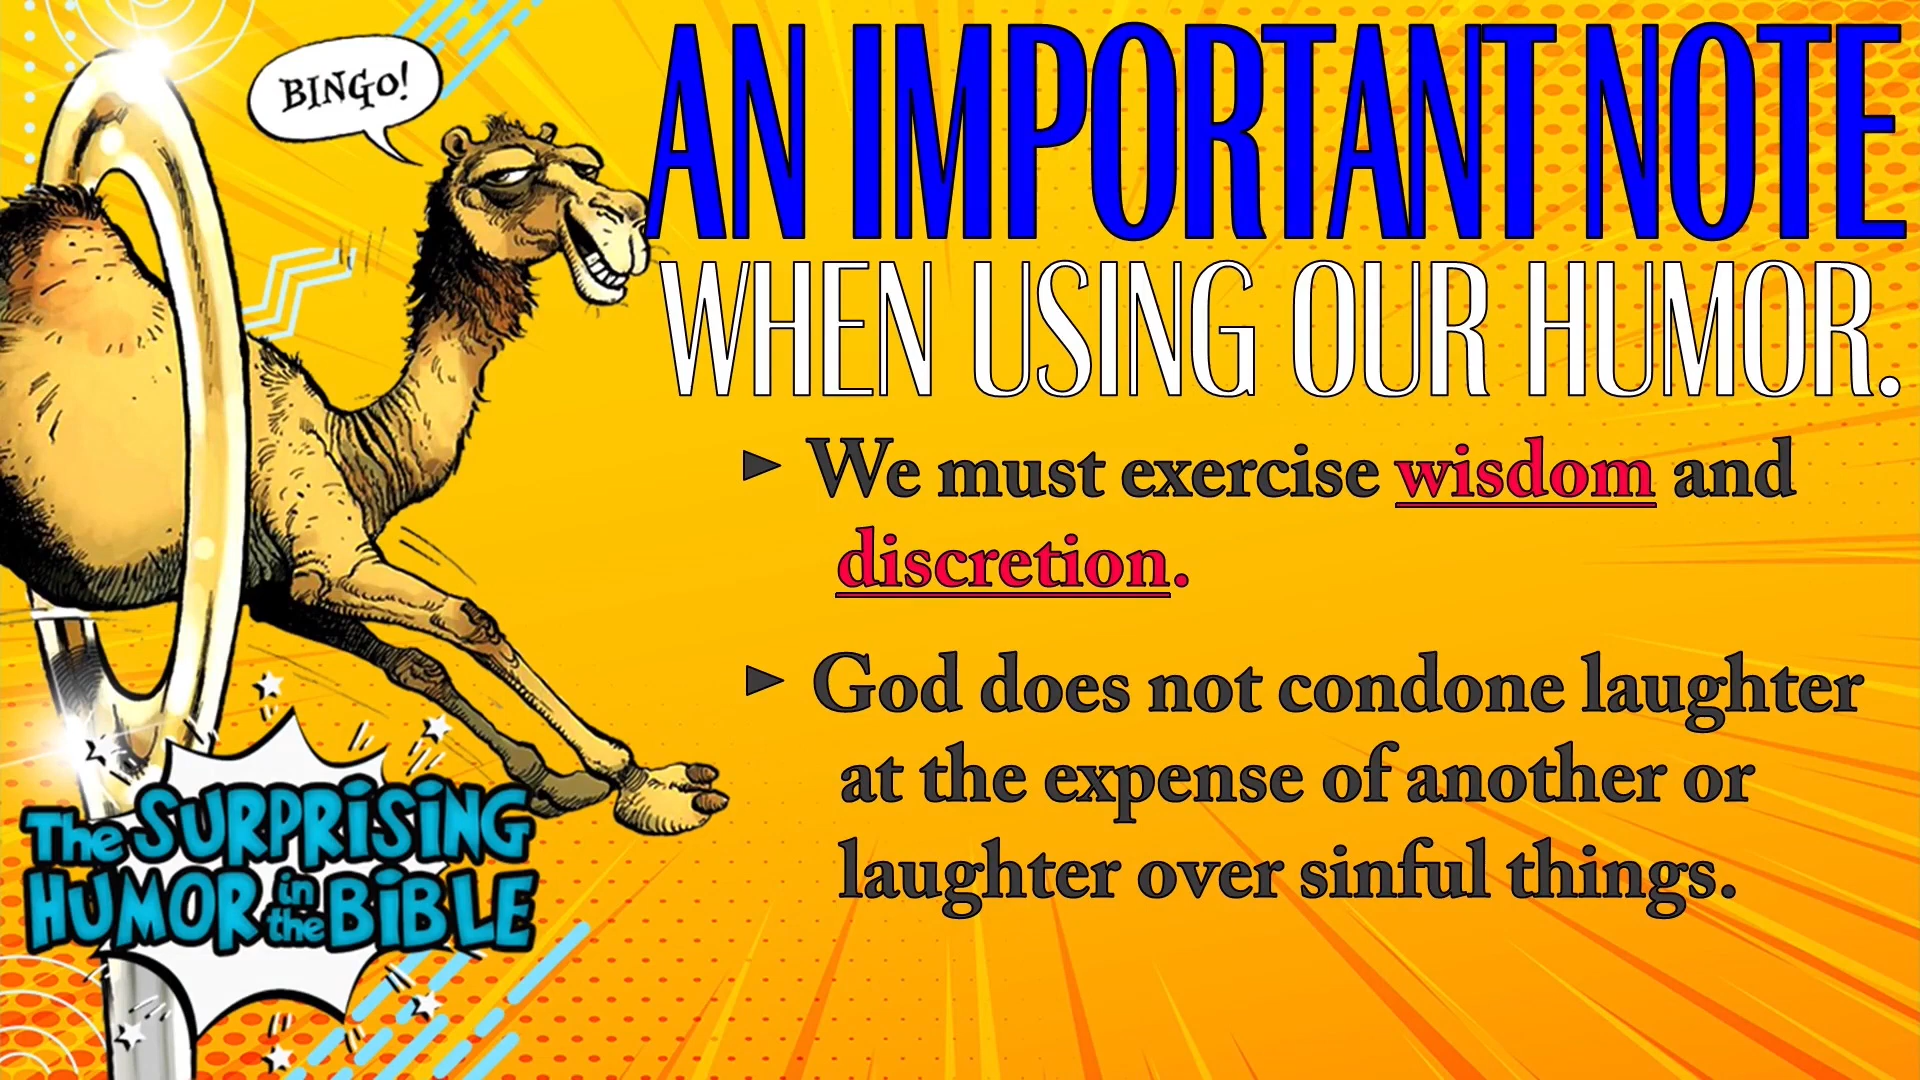 BINGO!
AN IMPORTANT NOTE
WHEN USING OUR HUMOR.
► We must exercise wisdom and
discretion.
► God does not condone laughter
at the expense of another or
laughter over sinful things.
The SURPRISING
HUMOR in the BIBLE